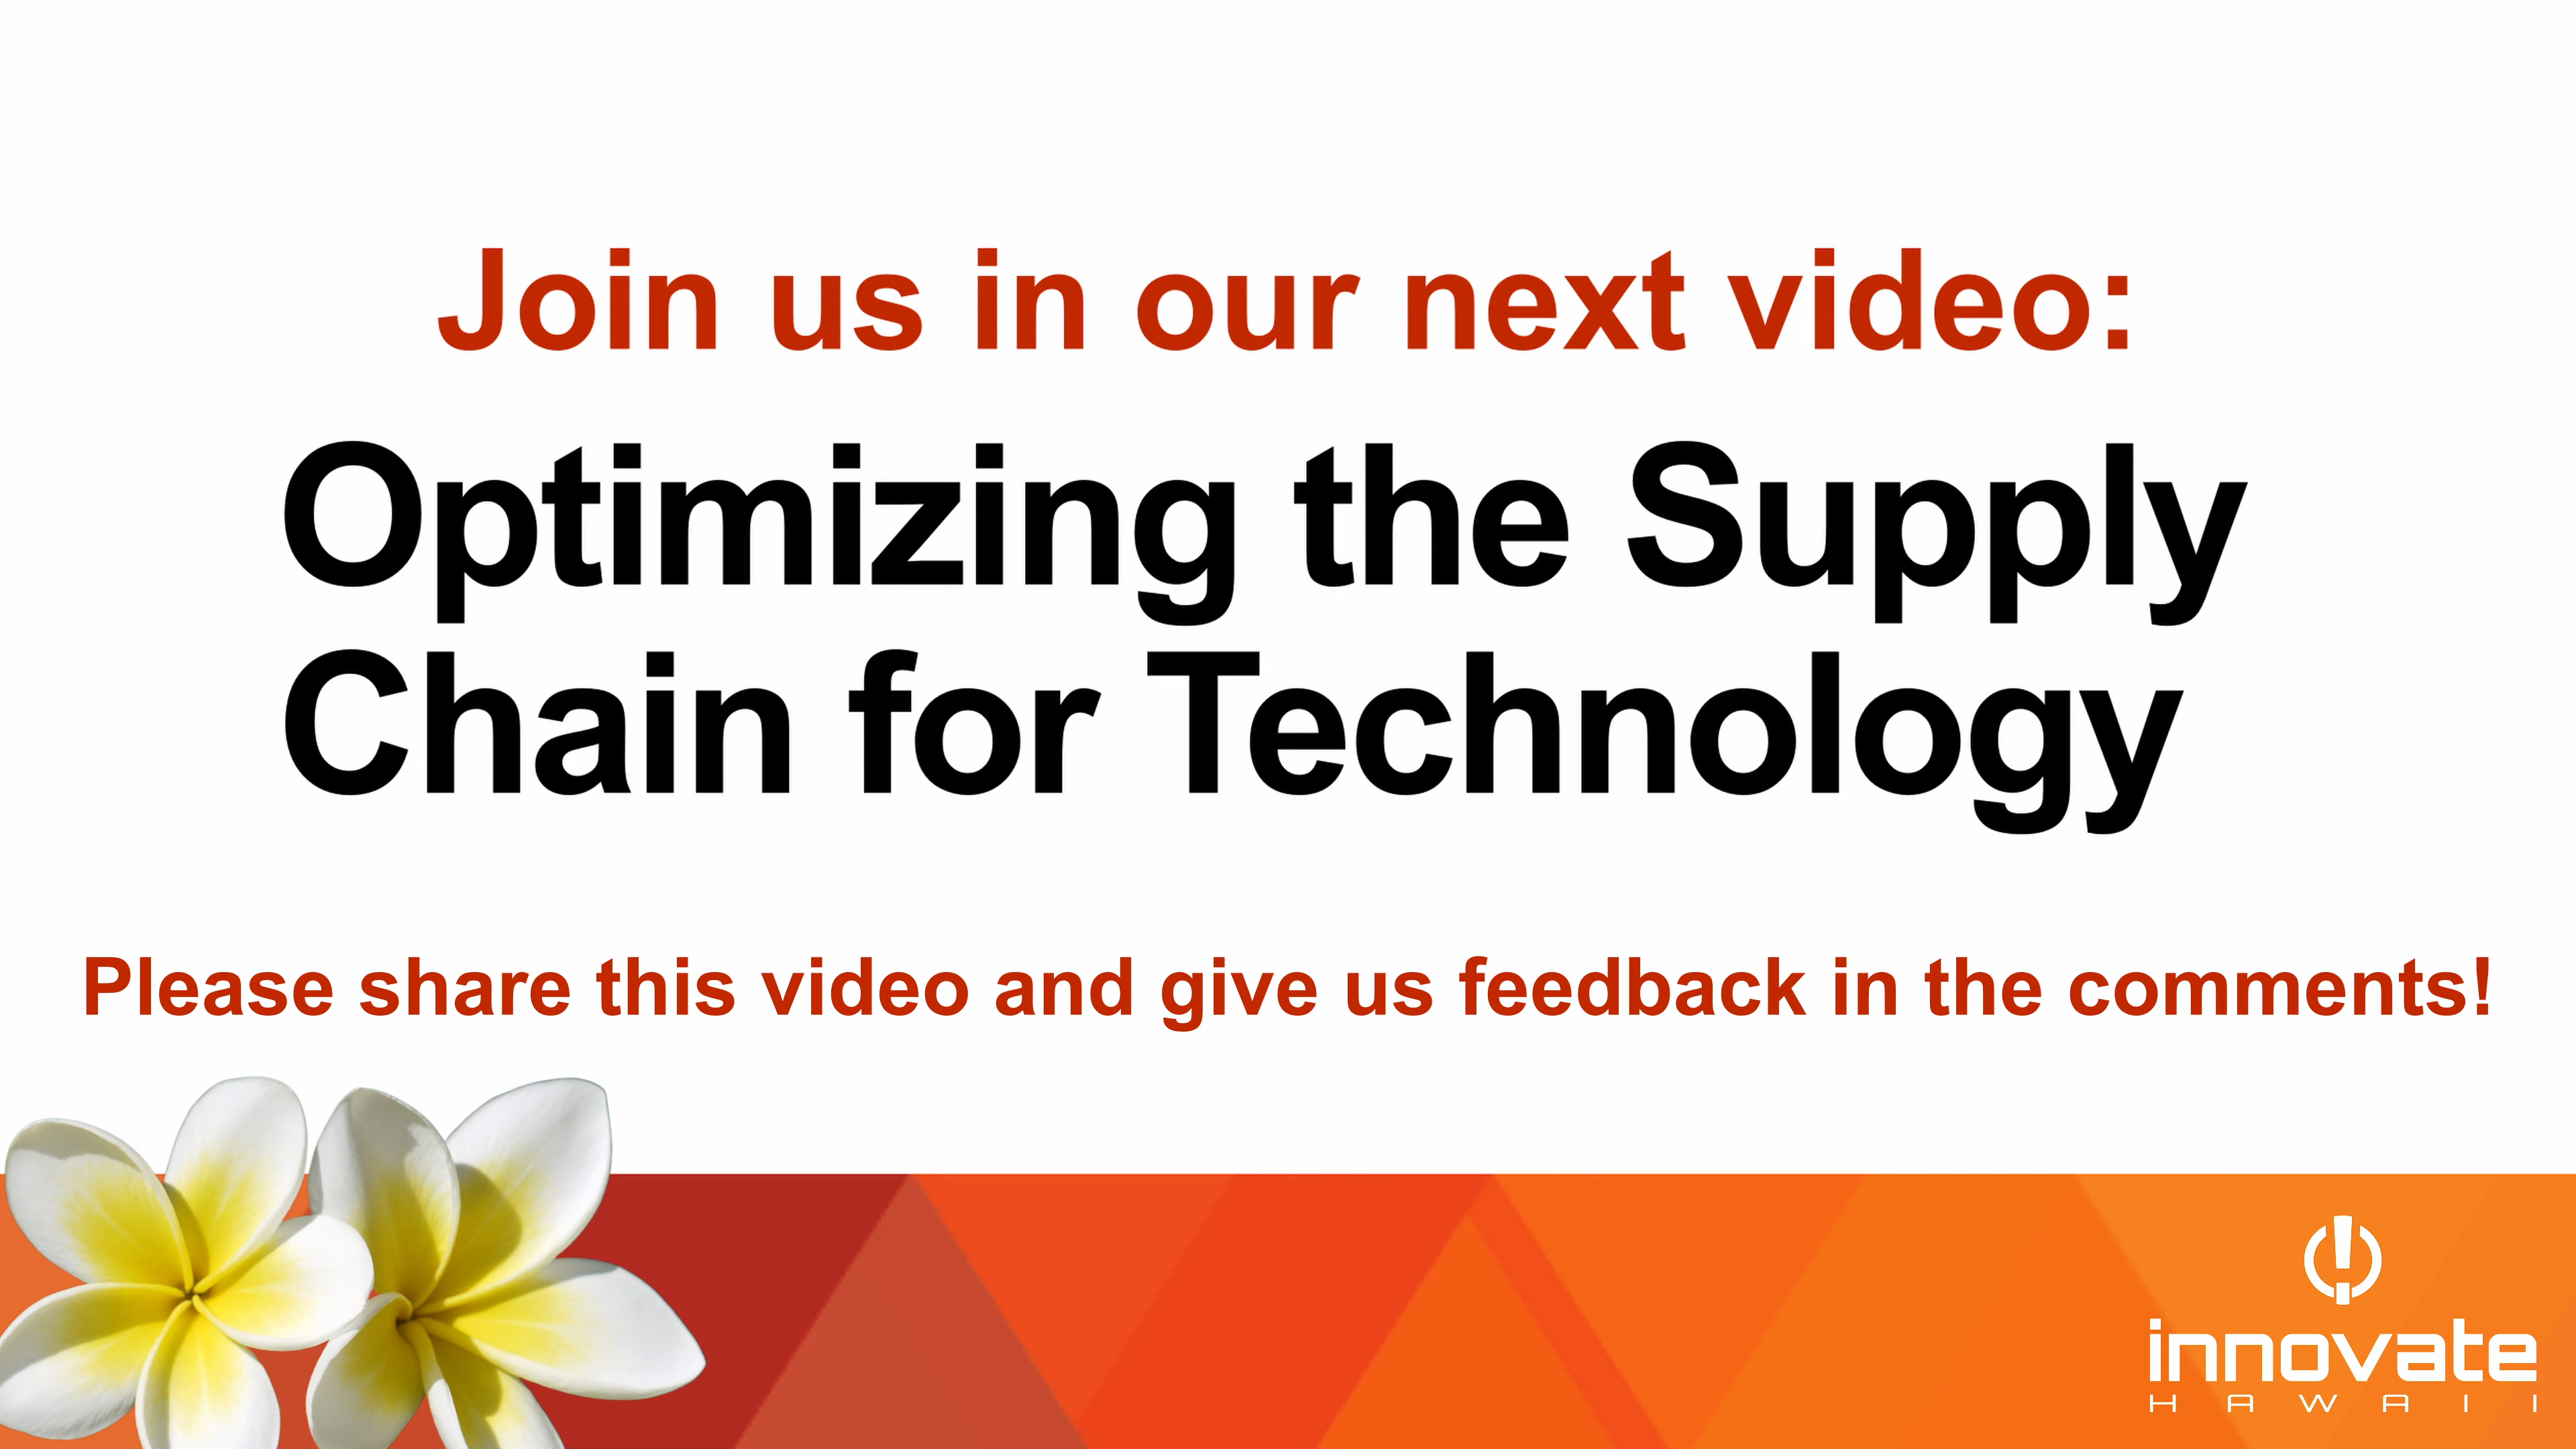 Join us in our next video:
Optimizing the Supply
Chain for Technology
Please share this video and give us feedback in the comments!
innovate
HAWAII